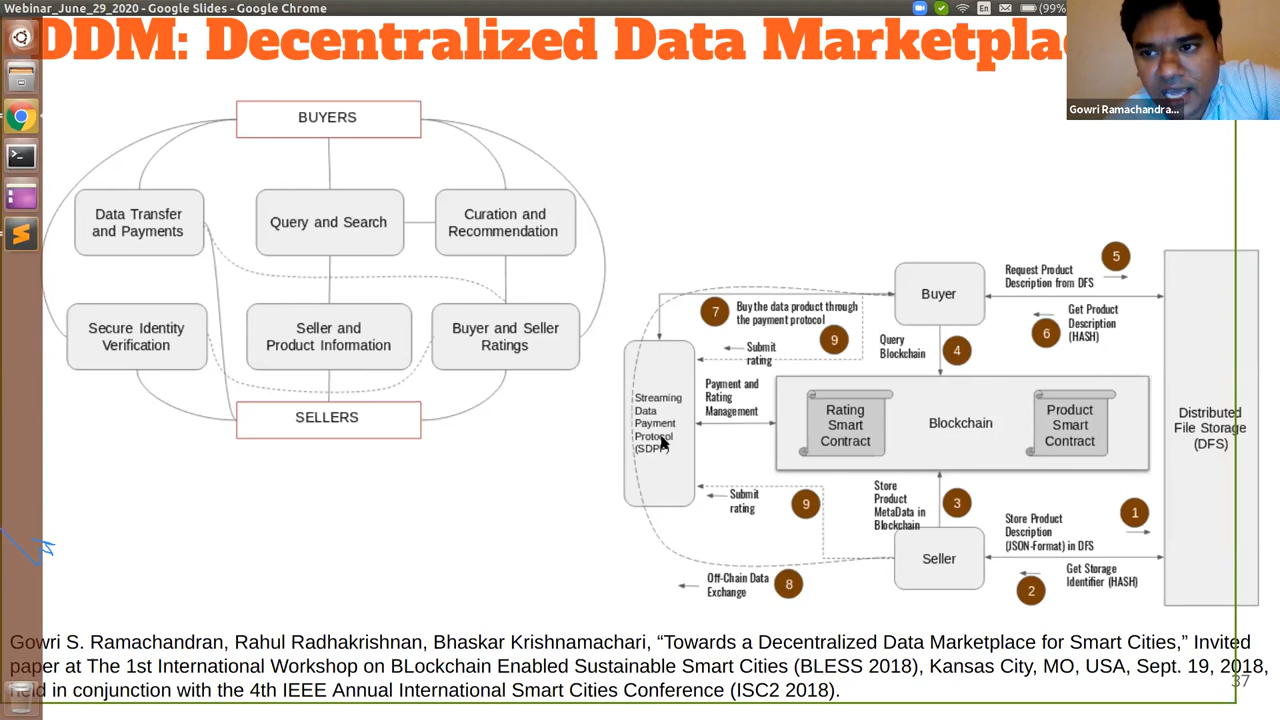 Webinar_June_29_2020 - Google Slides - Google Chrome
En
(99%
DDM: Decentralized Data Marketplac
Gowri Ramachandra...
BUYERS
Data Transfer
and Payments
Query and Search
Curation and
Recommendation
Secure Identity
Verification
Seller and
Product Information
Buyer and Seller
Ratings
SELLERS
5
Request Product
Description from DFS
Buyer
7
Buy the data product through
the payment protocol
Get Product
Description
(HASH)
6
9
Submit
rating
Query
Blockchain
4
Payment and
Rating
Management
Streaming
Data
Payment
Protocol
(SDPP)
Rating
Smart
Contract
Blockchain
Product
Smart
Contract
Distributed
File Storage
(DFS)
Submit
rating
9
Store
Product
MetaData in
Blockchain
3
1
Store Product
Description
(JSON-Format) in DFS
Seller
Get Storage
Identifier (HASH)
2
Off-Chain Data
Exchange
8
Gowri S. Ramachandran, Rahul Radhakrishnan, Bhaskar Krishnamachari, “Towards a Decentralized Data Marketplace for Smart Cities,” Invited
paper at The 1st International Workshop on BLockchain Enabled Sustainable Smart Cities (BLESS 2018), Kansas City, MO, USA, Sept. 19, 2018,
held in conjunction with the 4th IEEE Annual International Smart Cities Conference (ISC2 2018).
37